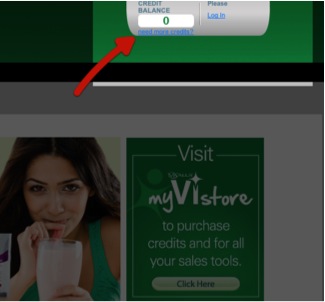 CREDIT
BALANCE
0
need more credits?
Please
Log In
Visit
ViSALUS
myVistore
to purchase
credits and for all
your sales tools.
Click Here